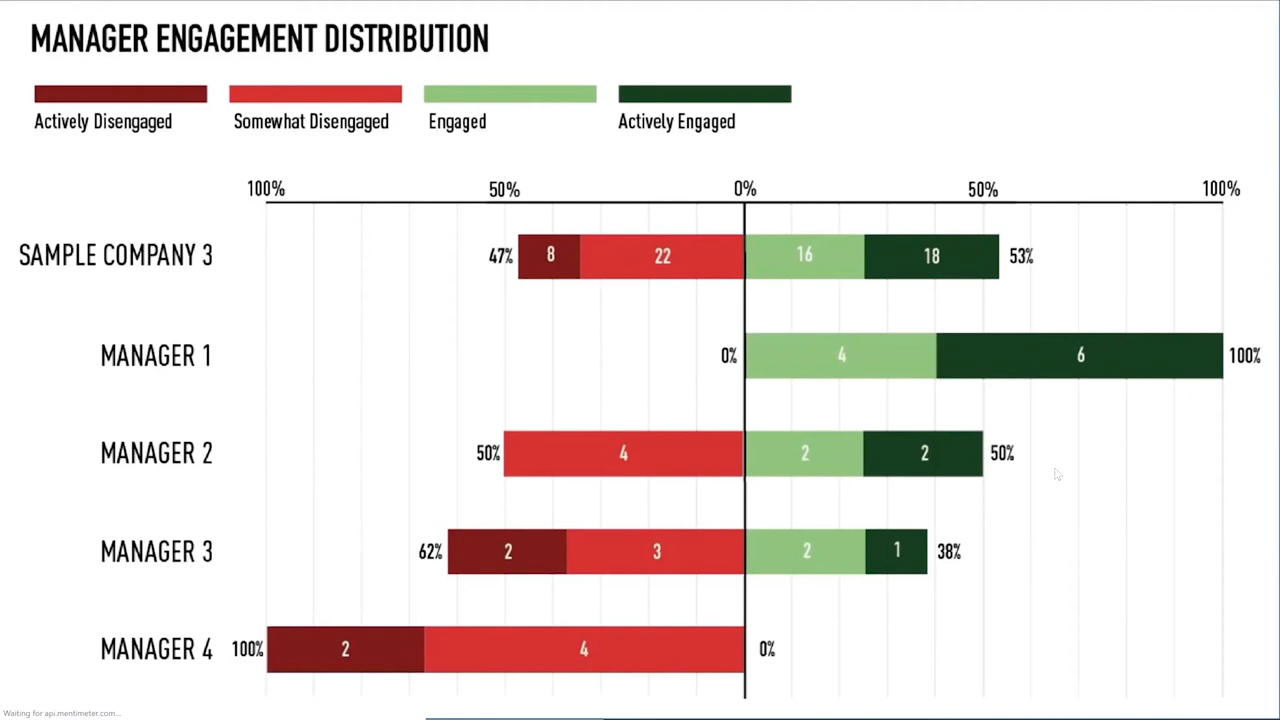 MANAGER ENGAGEMENT DISTRIBUTION
Actively Disengaged Somewhat Disengaged Engaged Actively Engaged
100% 50% 0% 50% 100%
SAMPLE COMPANY 3 47% 8 22 16 18 53%
MANAGER 1 0% 4 6 100%
MANAGER 2 50% 4 2 2 50%
MANAGER 3 62% 2 3 2 1 38%
MANAGER 4 100% 2 4 0%
Waiting for api.mentimeter.com...